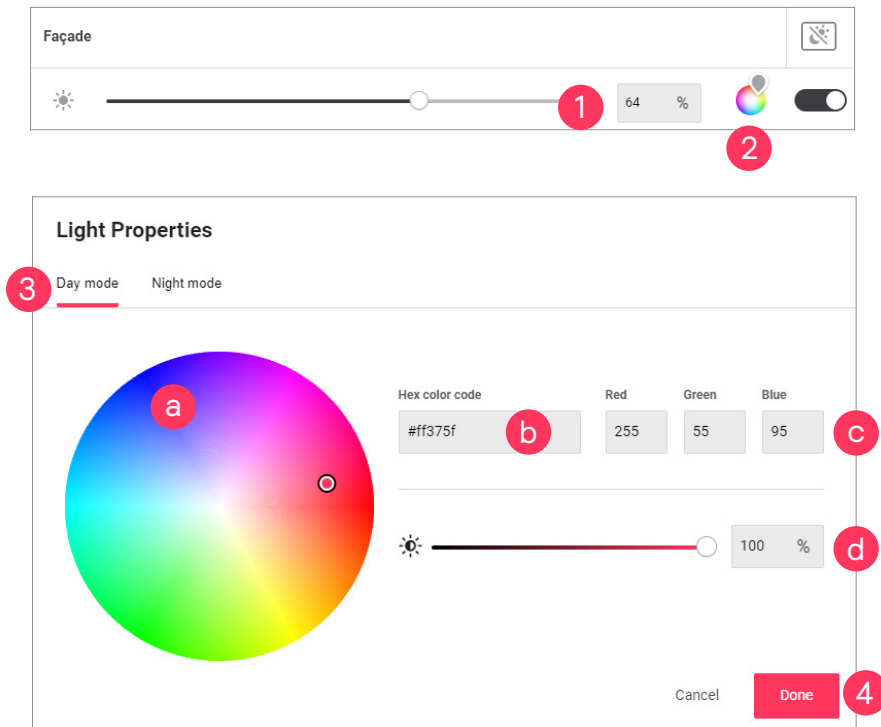 Façade
1
64 %
2
Light Properties
3
Day mode Night mode
a
Hex color code Red Green Blue
#ff375f b 255 55 95 c
100 % d
Cancel Done 4